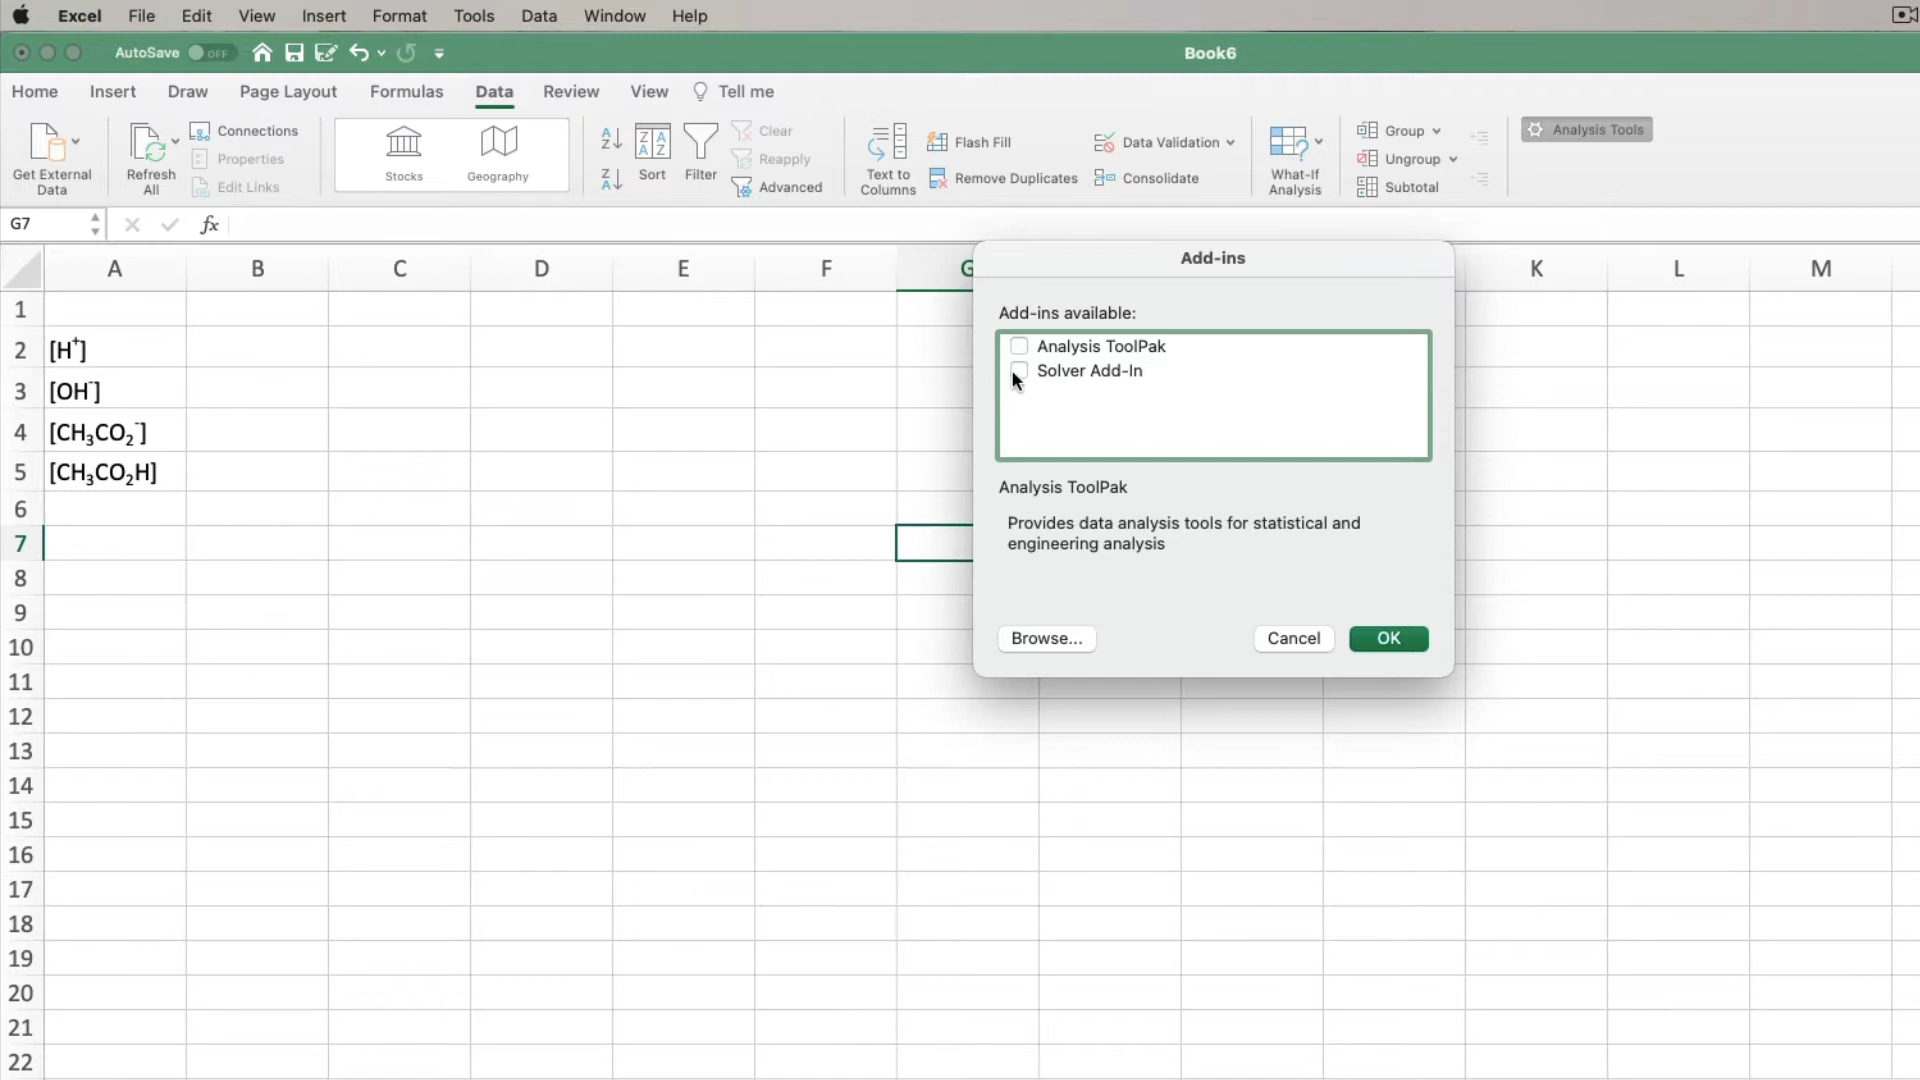 Excel File Edit View Insert Format Tools Data Window Help
AutoSave OFF Book6
Home Insert Draw Page Layout Formulas Data Review View Tell me
Get External Data
Refresh All
Connections
Properties
Edit Links
Stocks
Geography
Sort
Filter
Clear
Reapply
Advanced
Text to Columns
Flash Fill
Remove Duplicates
Data Validation
Consolidate
What-If Analysis
Group
Ungroup
Subtotal
Analysis Tools
G7 fx
A B C D E F G K L M
1
2 [H⁺]
3 [OH⁻]
4 [CH₃CO₂⁻]
5 [CH₃CO₂H]
6
7
8
9
10
11
12
13
14
15
16
17
18
19
20
21
22
Add-ins
Add-ins available:
Analysis ToolPak
Solver Add-In
Analysis ToolPak
Provides data analysis tools for statistical and
engineering analysis
Browse... Cancel OK